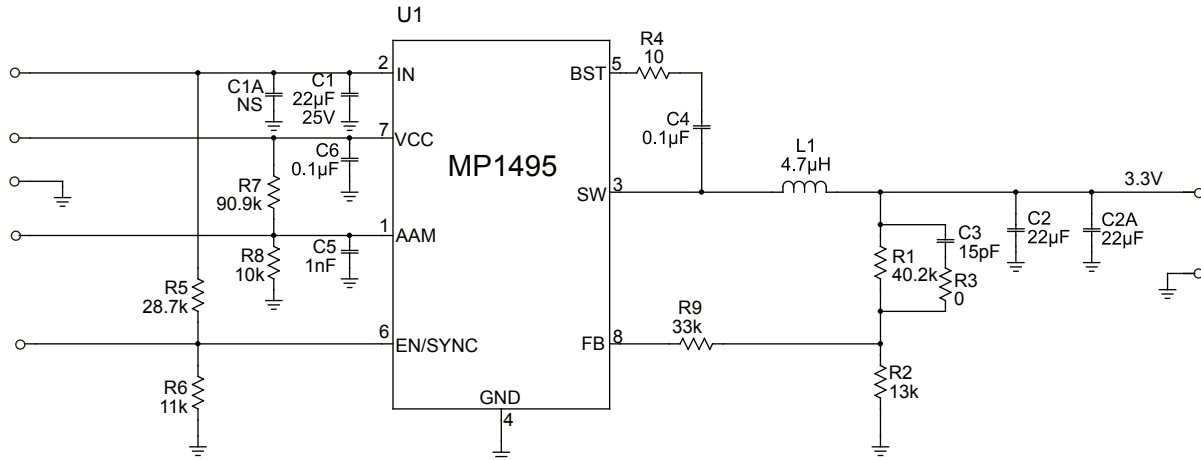 U1
MP1495
2
IN
7
VCC
1
AAM
6
EN/SYNC
GND
4
5
BST
3
SW
8
FB
C1A
NS
C1
22µF
25V
C6
0.1µF
R7
90.9k
R8
10k
C5
1nF
R5
28.7k
R6
11k
R4
10
C4
0.1µF
L1
4.7µH
3.3V
C3
15pF
R1
40.2k
R3
0
C2
22µF
C2A
22µF
R9
33k
R2
13k